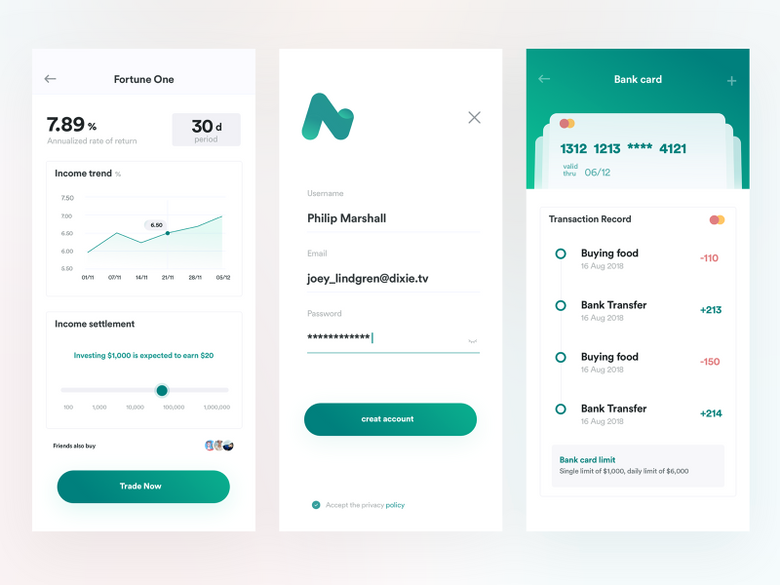 Fortune One
7.89 %
Annualized rate of return
30 d
period
Income trend %
7.50
7.00
6.50
6.00
5.50
6.50
01/11 07/11 14/11 21/11 28/11 05/12
Income settlement
Investing $1,000 is expected to earn $20
100 1,000 10,000 100,000 1,000,000
Friends also buy
Trade Now
Username
Philip Marshall
Email
joey_lindgren@dixie.tv
Password
************
creat account
Accept the privacy policy
Bank card
1312 1213 **** 4121
valid
thru 06/12
Transaction Record
Buying food
16 Aug 2018
-110
Bank Transfer
16 Aug 2018
+213
Buying food
16 Aug 2018
-150
Bank Transfer
16 Aug 2018
+214
Bank card limit
Single limit of $1,000, daily limit of $6,000